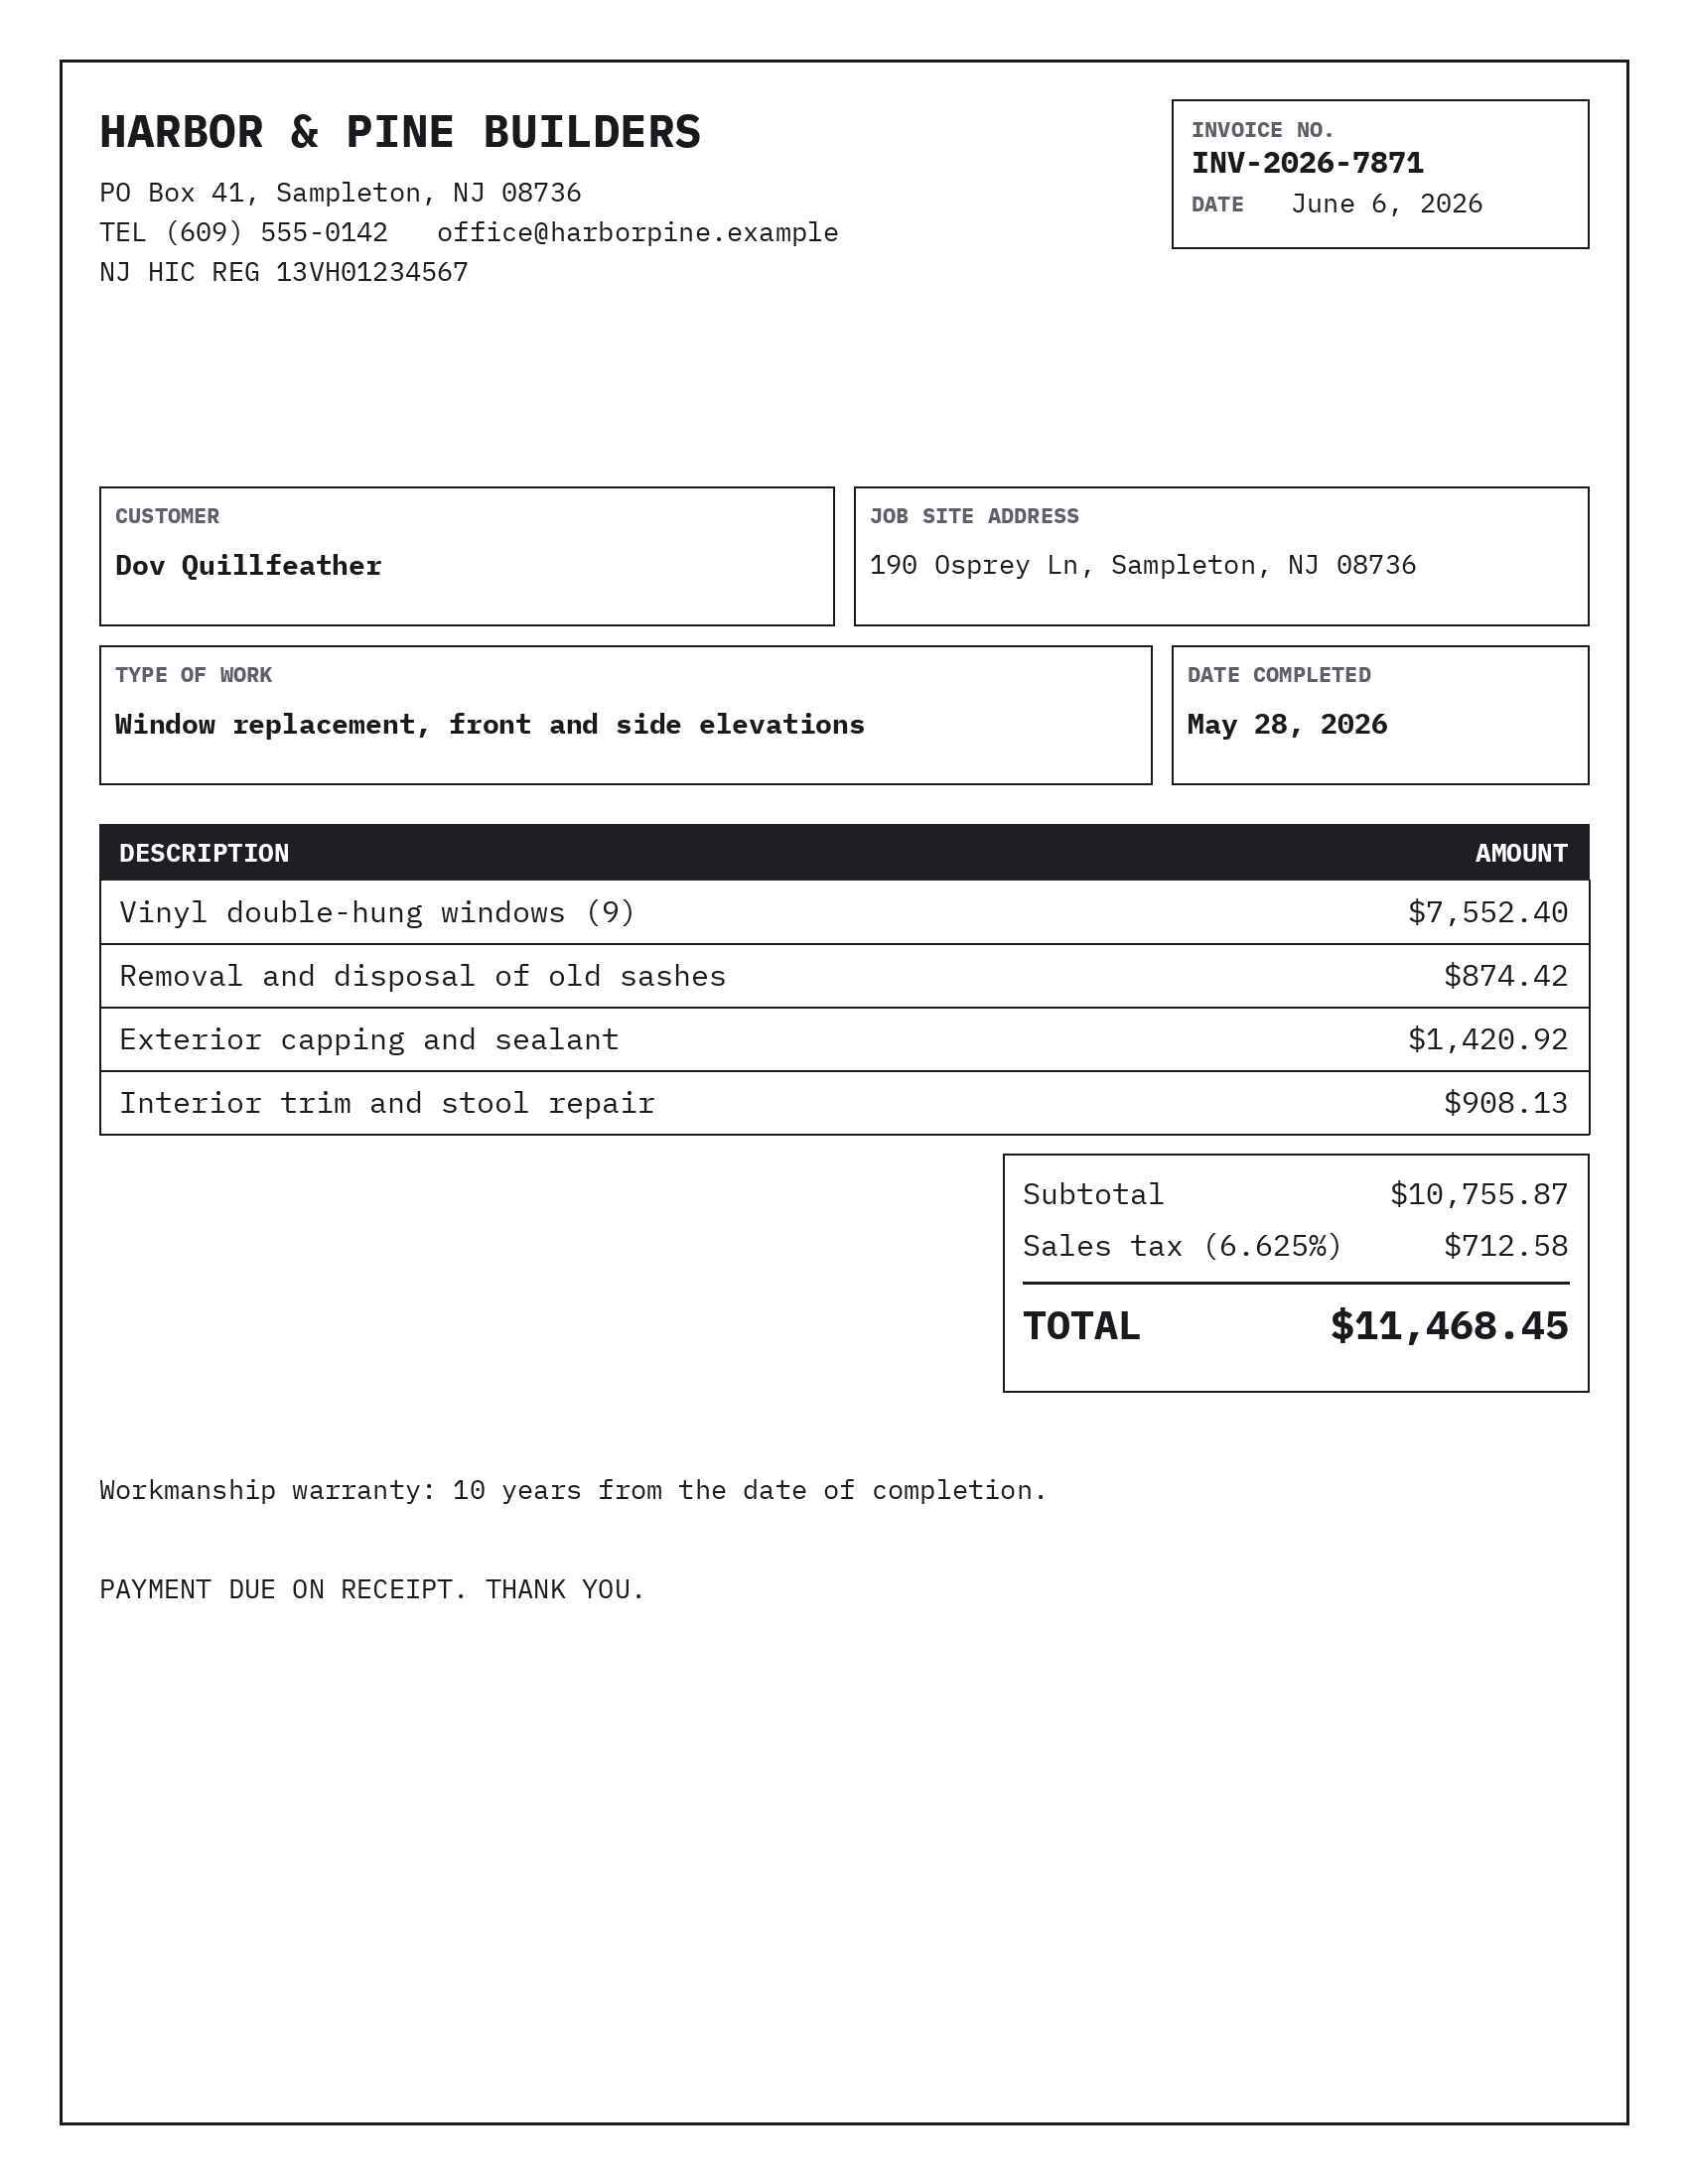 HARBOR & PINE BUILDERS
PO Box 41, Sampleton, NJ 08736
TEL (609) 555-0142 office@harborpine.example
NJ HIC REG 13VH01234567
INVOICE NO.
INV-2026-7871
DATE June 6, 2026
CUSTOMER
Dov Quillfeather
JOB SITE ADDRESS
190 Osprey Ln, Sampleton, NJ 08736
TYPE OF WORK
Window replacement, front and side elevations
DATE COMPLETED
May 28, 2026
DESCRIPTION AMOUNT
Vinyl double-hung windows (9) $7,552.40
Removal and disposal of old sashes $874.42
Exterior capping and sealant $1,420.92
Interior trim and stool repair $908.13
Subtotal $10,755.87
Sales tax (6.625%) $712.58
TOTAL $11,468.45
Workmanship warranty: 10 years from the date of completion.
PAYMENT DUE ON RECEIPT. THANK YOU.